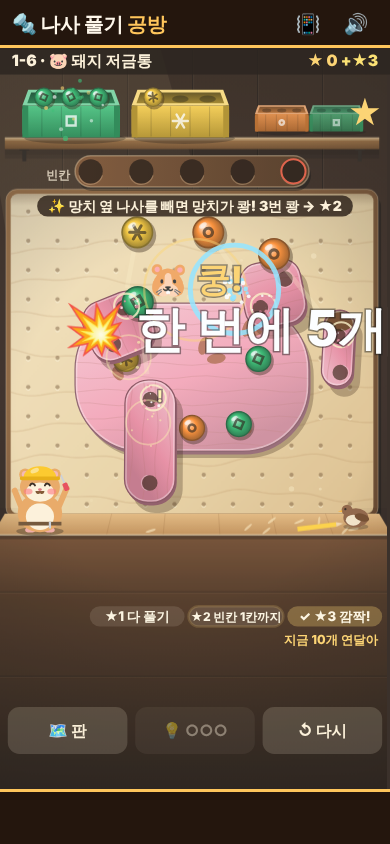 나사 풀기 공방
1-6 · 돼지 저금통
★ 0 +★3
빈칸
망치 옆 나사를 빼면 망치가 쾅! 3번 쾅 → ★2
쿵!
한 번에 5개
!
★1 다 풀기
★2 빈칸 1칸까지
✓ ★3 깜짝!
지금 10개 연달아
판
다시